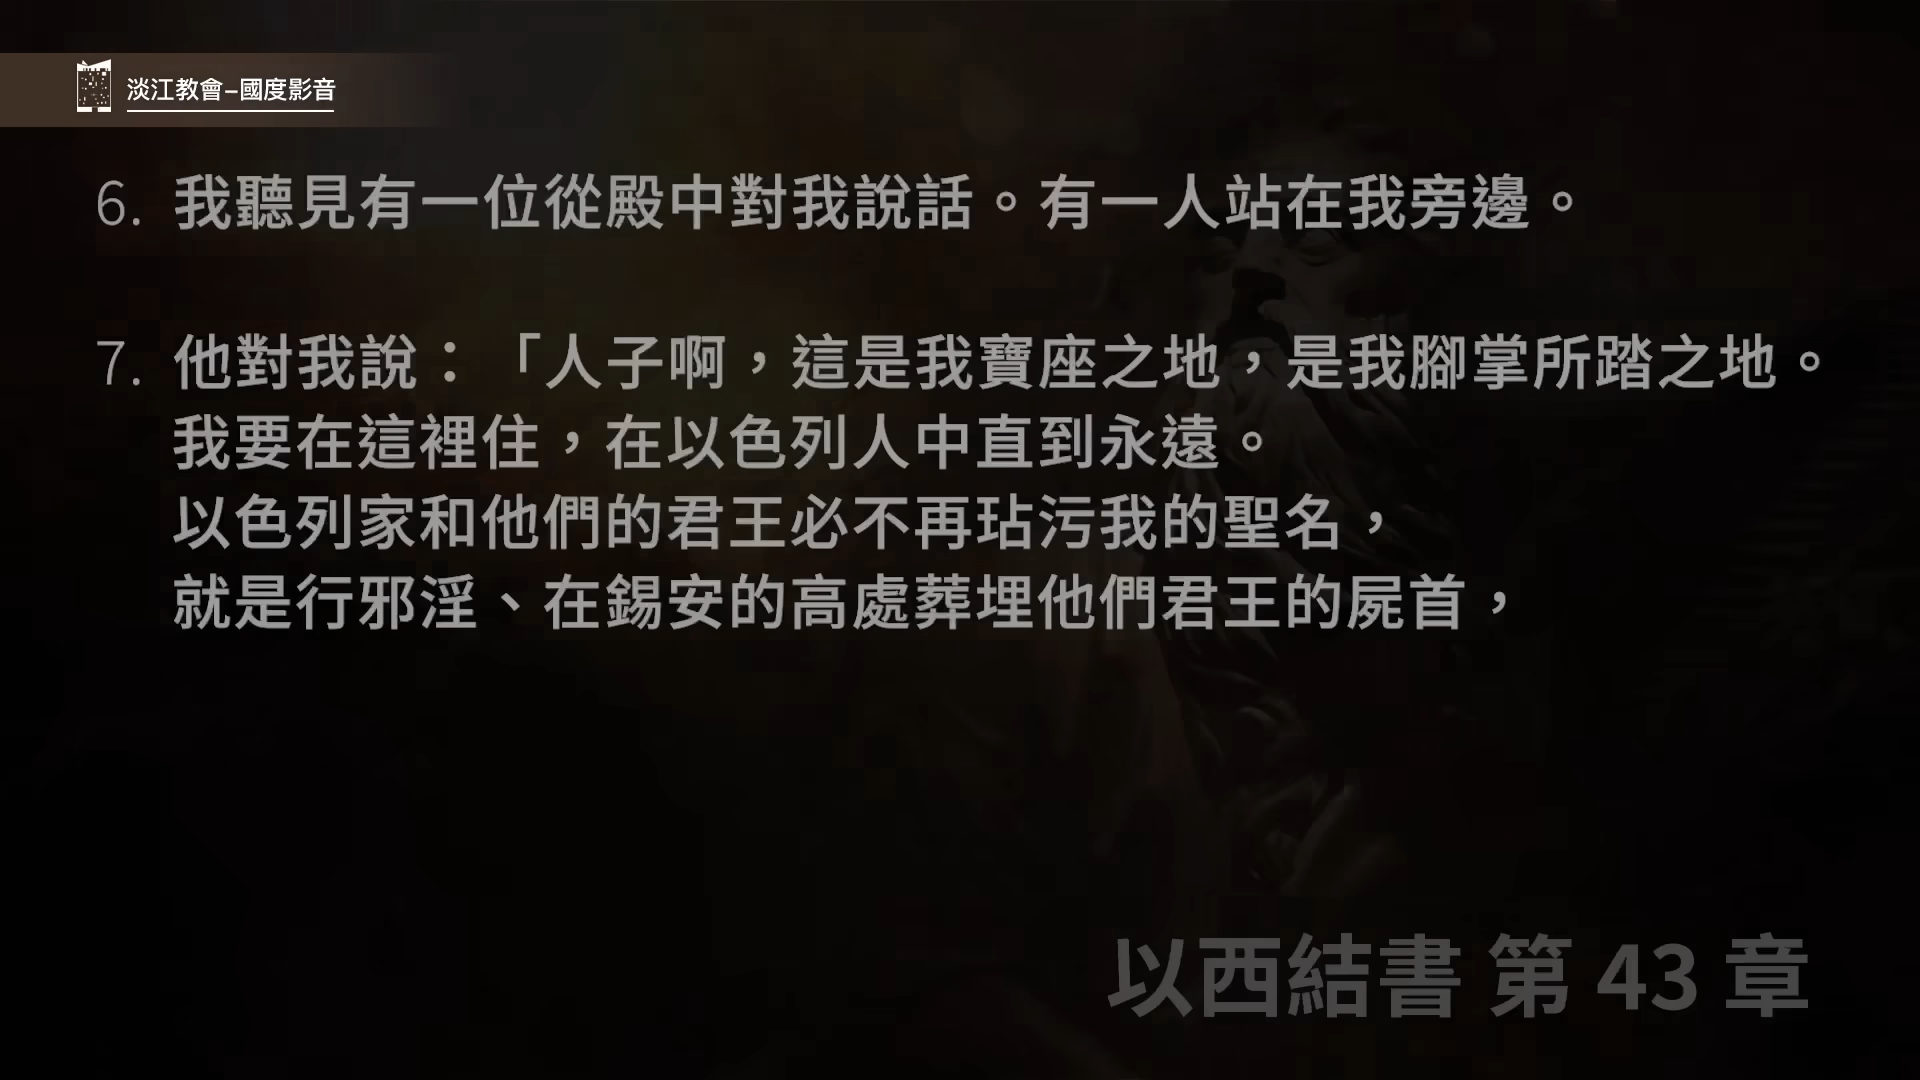 淡江教會–國度影音
6. 我聽見有一位從殿中對我說話。有一人站在我旁邊。
7. 他對我說：「人子啊，這是我寶座之地，是我腳掌所踏之地。
我要在這裡住，在以色列人中直到永遠。
以色列家和他們的君王必不再玷污我的聖名，
就是行邪淫、在錫安的高處葬埋他們君王的屍首，
以西結書 第 43 章